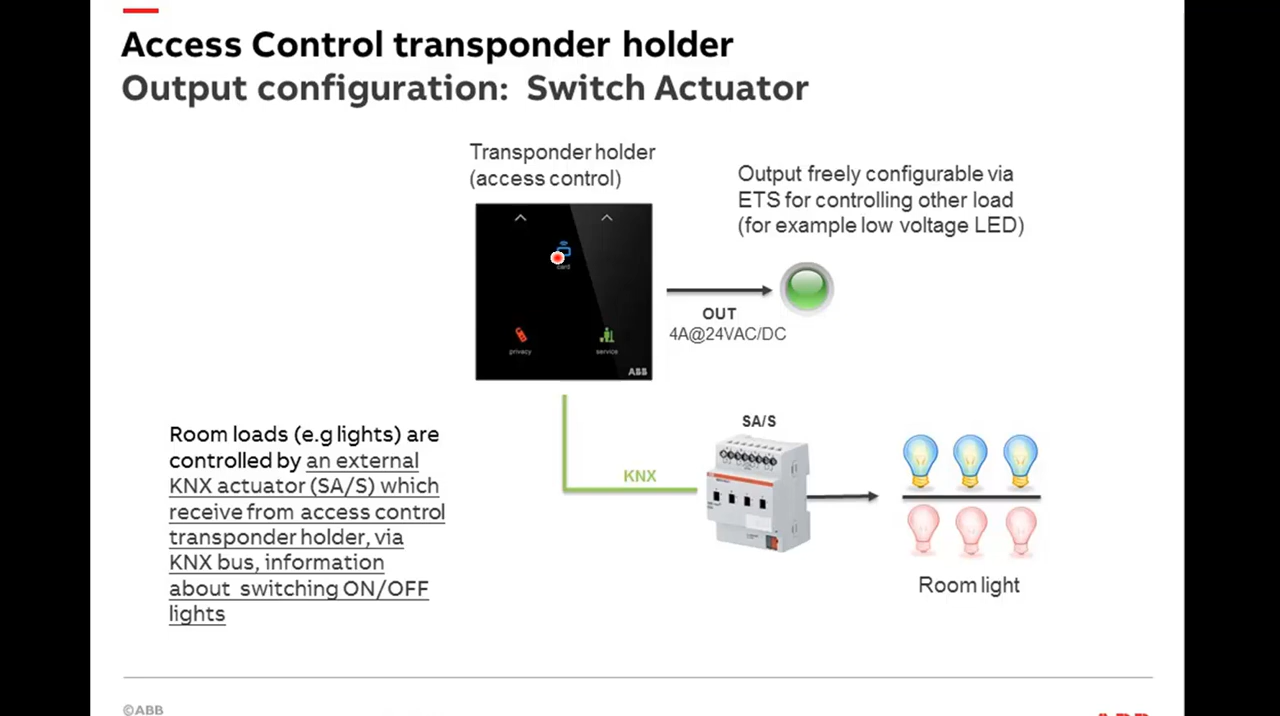 Access Control transponder holder
Output configuration:  Switch Actuator
Transponder holder
(access control)
Output freely configurable via
ETS for controlling other load
(for example low voltage LED)
card
privacy
service
ABB
OUT
4A@24VAC/DC
Room loads (e.g lights) are
controlled by an external
KNX actuator (SA/S) which
receive from access control
transponder holder, via
KNX bus, information
about  switching ON/OFF
lights
KNX
SA/S
Room light
©ABB
ABB